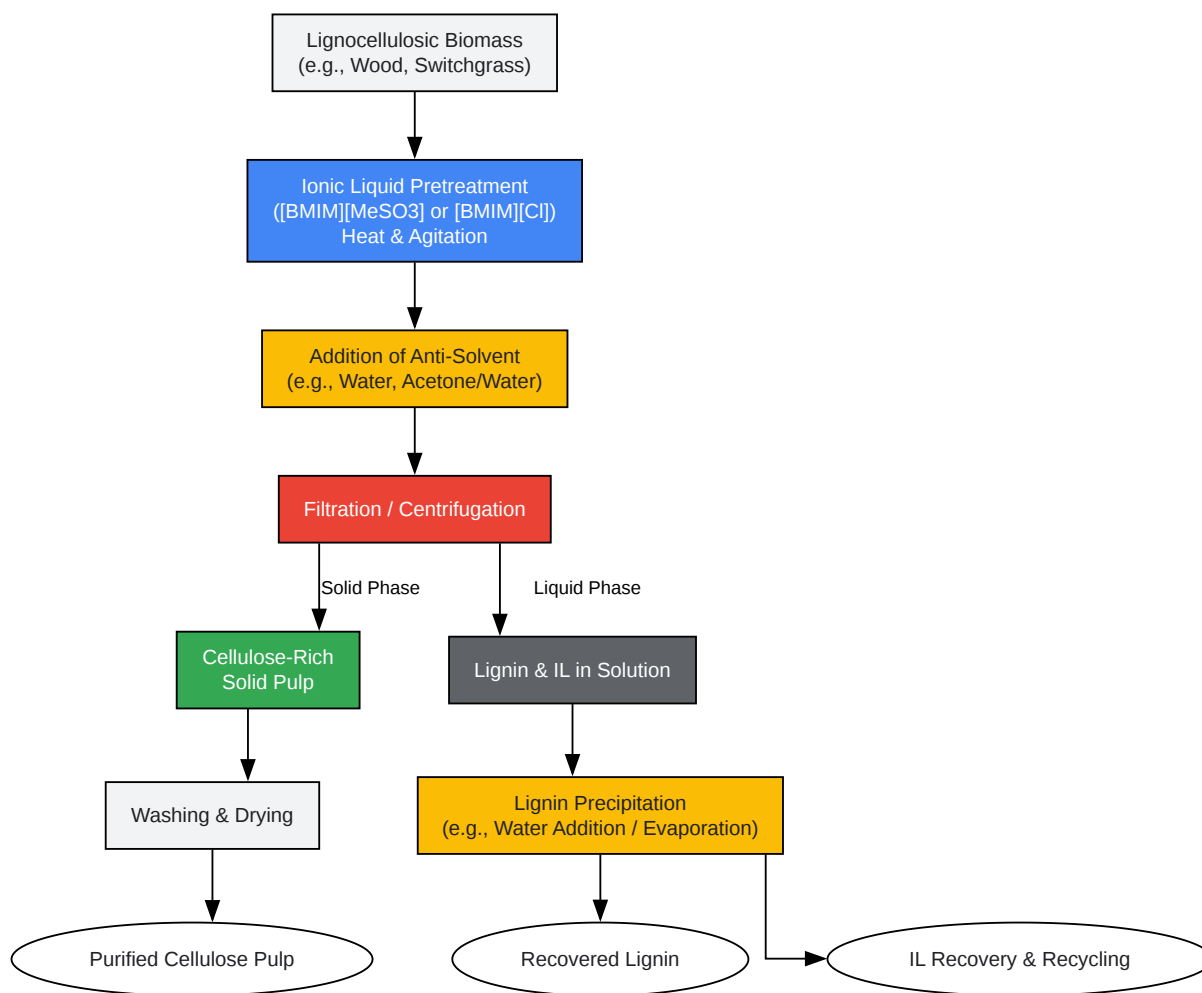 Lignocellulosic Biomass
(e.g., Wood, Switchgrass)
Ionic Liquid Pretreatment
([BMIM][MeSO3] or [BMIM][Cl])
Heat & Agitation
Addition of Anti-Solvent
(e.g., Water, Acetone/Water)
Filtration / Centrifugation
Solid Phase
Liquid Phase
Cellulose-Rich
Solid Pulp
Lignin & IL in Solution
Washing & Drying
Lignin Precipitation
(e.g., Water Addition / Evaporation)
Purified Cellulose Pulp
Recovered Lignin
IL Recovery & Recycling